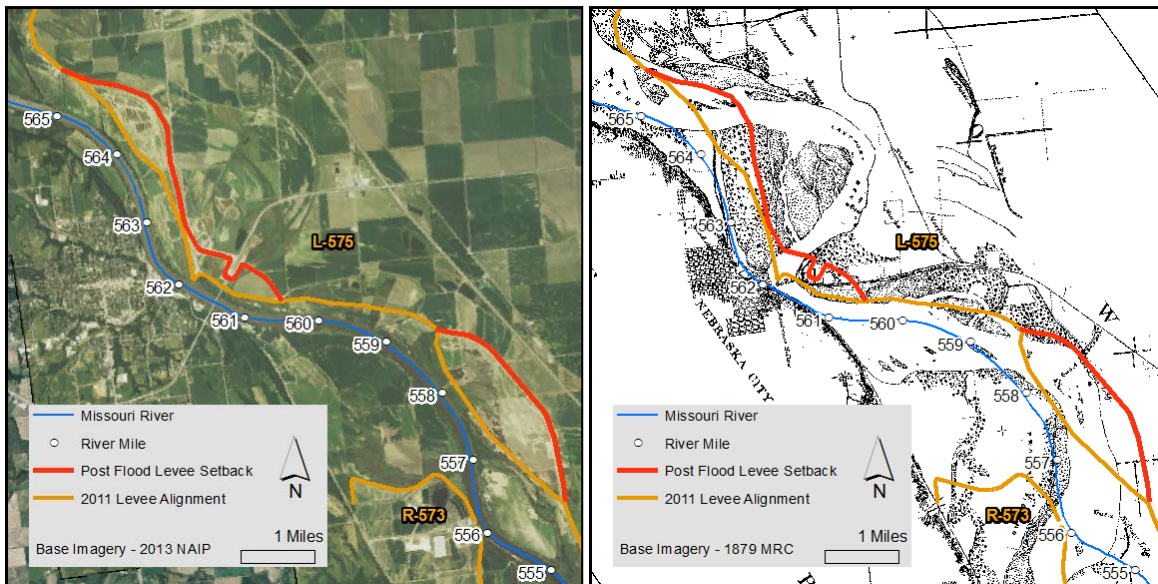 565
564
563
562
561
560
559
558
557
556
555
L-575
R-573
Missouri River
River Mile
Post Flood Levee Setback
2011 Levee Alignment
N
Base Imagery - 2013 NAIP
1 Miles
565
564
563
562
561
560
559
558
557
556
555
L-575
R-573
NEBRASKA CITY
O
W
Missouri River
River Mile
Post Flood Levee Setback
2011 Levee Alignment
N
Base Imagery - 1879 MRC
1 Miles